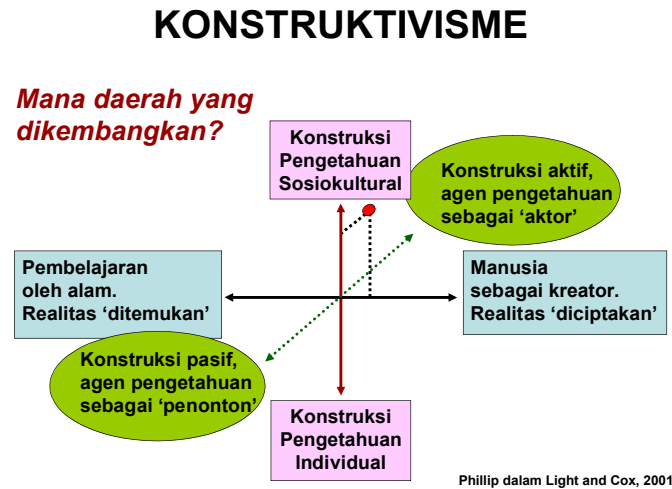 KONSTRUKTIVISME
Mana daerah yang
dikembangkan?
Konstruksi
Pengetahuan
Sosiokultural
Konstruksi aktif,
agen pengetahuan
sebagai ‘aktor’
Pembelajaran
oleh alam.
Realitas ‘ditemukan’
Manusia
sebagai kreator.
Realitas ‘diciptakan’
Konstruksi pasif,
agen pengetahuan
sebagai ‘penonton’
Konstruksi
Pengetahuan
Individual
Phillip dalam Light and Cox, 2001